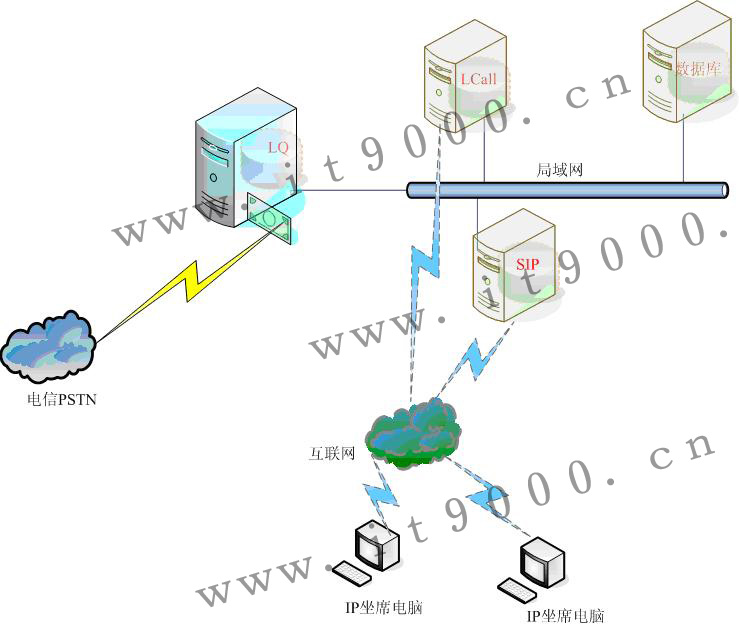 LCall
数据库
LQ
www.it9000.cn
局域网
SIP
www.it9000.
电信PSTN
互联网
www.it9000.cn
IP坐席电脑
IP坐席电脑